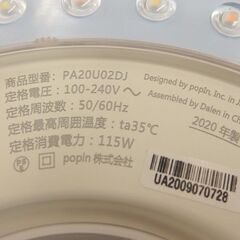 商品型番：PA20U02DJ
定格電圧：100-240V～
定格周波数：50/60Hz
定格最高周囲温度：ta35℃
定格消費電力：115W
popIn 株式会社
Designed by popIn, Inc. in J
Assembled by Dalen in Ch
2020 年製
UA2009070728